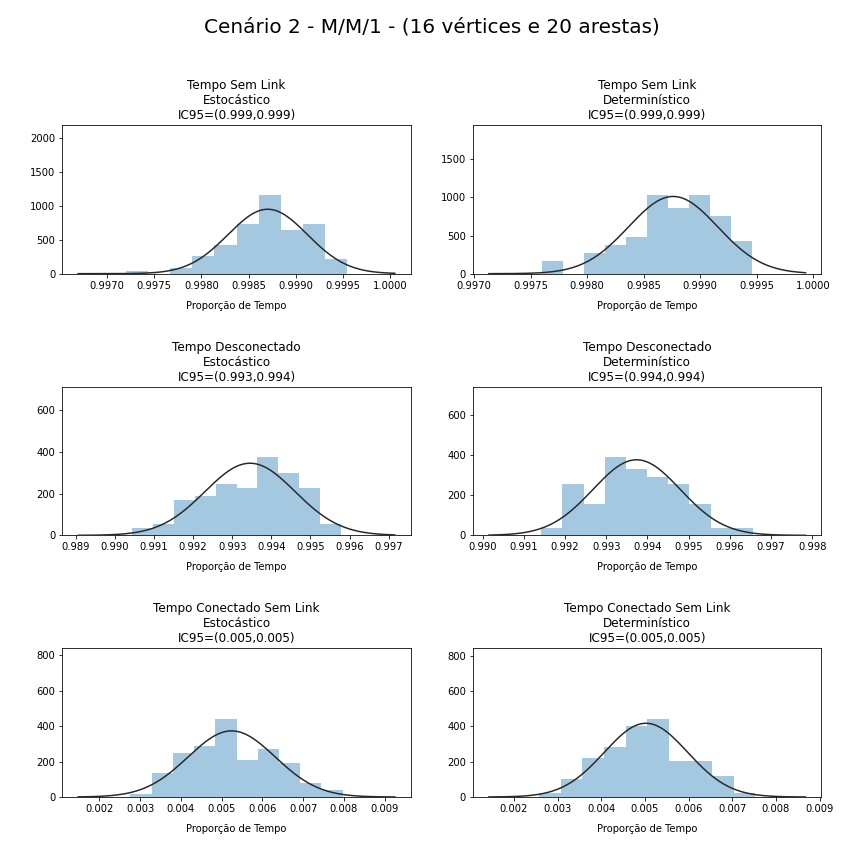 Cenário 2 - M/M/1 - (16 vértices e 20 arestas)
Tempo Sem Link
Estocástico
IC95=(0.999,0.999)
2000
1500
1000
500
0
0.9970 0.9975 0.9980 0.9985 0.9990 0.9995 1.0000
Proporção de Tempo
Tempo Sem Link
Determinístico
IC95=(0.999,0.999)
1500
1000
500
0
0.9970 0.9975 0.9980 0.9985 0.9990 0.9995 1.0000
Proporção de Tempo
Tempo Desconectado
Estocástico
IC95=(0.993,0.994)
600
400
200
0
0.989 0.990 0.991 0.992 0.993 0.994 0.995 0.996 0.997
Proporção de Tempo
Tempo Desconectado
Determinístico
IC95=(0.994,0.994)
600
400
200
0
0.990 0.991 0.992 0.993 0.994 0.995 0.996 0.997 0.998
Proporção de Tempo
Tempo Conectado Sem Link
Estocástico
IC95=(0.005,0.005)
800
600
400
200
0
0.002 0.003 0.004 0.005 0.006 0.007 0.008 0.009
Proporção de Tempo
Tempo Conectado Sem Link
Determinístico
IC95=(0.005,0.005)
800
600
400
200
0
0.002 0.003 0.004 0.005 0.006 0.007 0.008 0.009
Proporção de Tempo